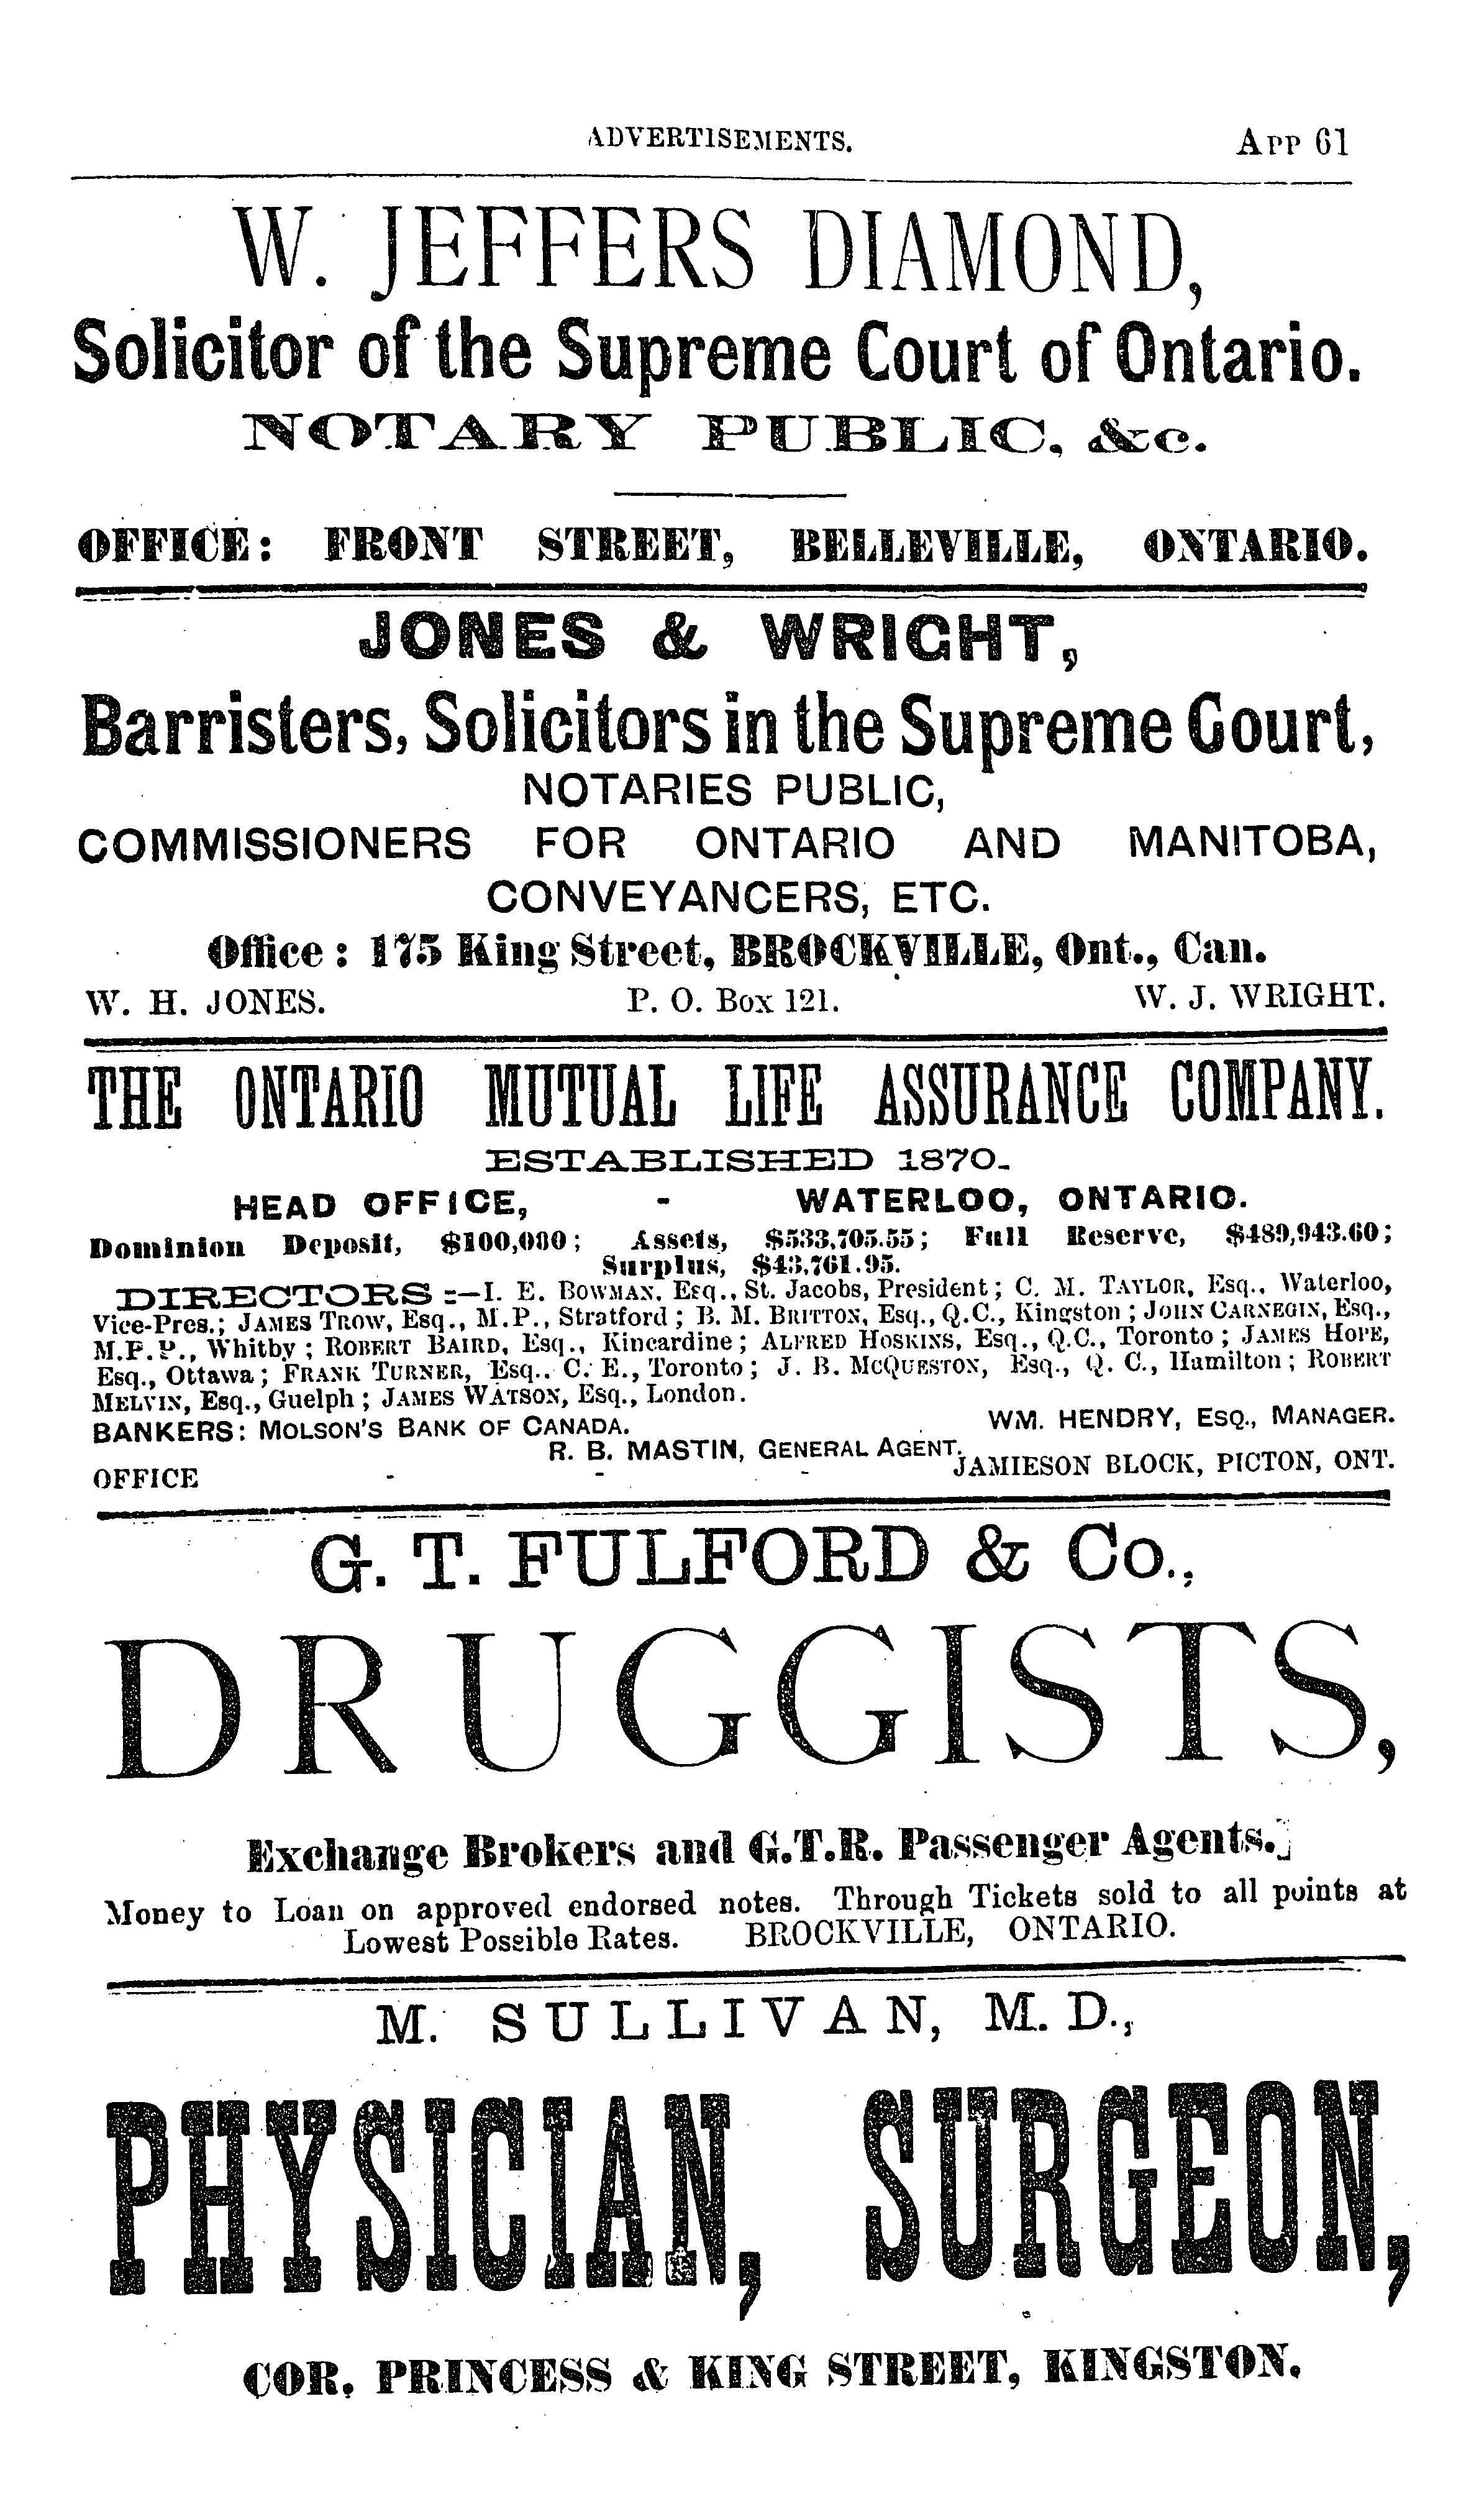 ADVERTISEMENTS. APP 61
W. JEFFERS DIAMOND,
Solicitor of the Supreme Court of Ontario.
NOTARY PUBLIC, &c.
OFFICE: FRONT STREET, BELLEVILLE, ONTARIO.
JONES & WRIGHT,
Barristers, Solicitors in the Supreme Court,
NOTARIES PUBLIC,
COMMISSIONERS FOR ONTARIO AND MANITOBA,
CONVEYANCERS, ETC.
Office : 175 King Street, BROCKVILLE, Ont., Can.
W. H. JONES. P. O. Box 121. W. J. WRIGHT.
THE ONTARIO MUTUAL LIFE ASSURANCE COMPANY.
ESTABLISHED 1870.
HEAD OFFICE, - WATERLOO, ONTARIO.
Dominion Deposit, $100,000; Assets, $533,705.55; Full Reserve, $489,943.60;
Surplus, $43,761.95.
DIRECTORS :—I. E. BOWMAN, Esq., St. Jacobs, President; C. M. TAYLOR, Esq., Waterloo,
Vice-Pres.; JAMES TROW, Esq., M.P., Stratford ; B. M. BRITTON, Esq., Q.C., Kingston ; JOHN CARNEGIN, Esq.,
M.P.P., Whitby ; ROBERT BAIRD, Esq., Kincardine ; ALFRED HOSKINS, Esq., Q.C., Toronto ; JAMES HOPE,
Esq., Ottawa ; FRANK TURNER, Esq.. C. E., Toronto ; J. B. MCQUESTON, Esq., Q. C., Hamilton ; ROBERT
MELVIN, Esq., Guelph ; JAMES WATSON, Esq., London.
BANKERS: MOLSON'S BANK OF CANADA. WM. HENDRY, ESQ., MANAGER.
R. B. MASTIN, GENERAL AGENT.
OFFICE - - - JAMIESON BLOCK, PICTON, ONT.
G. T. FULFORD & Co.,
DRUGGISTS,
Exchange Brokers and G.T.R. Passenger Agents.
Money to Loan on approved endorsed notes. Through Tickets sold to all points at
Lowest Possible Rates. BROCKVILLE, ONTARIO.
M. SULLIVAN, M. D.,
PHYSICIAN, SURGEON,
COR. PRINCESS & KING STREET, KINGSTON.